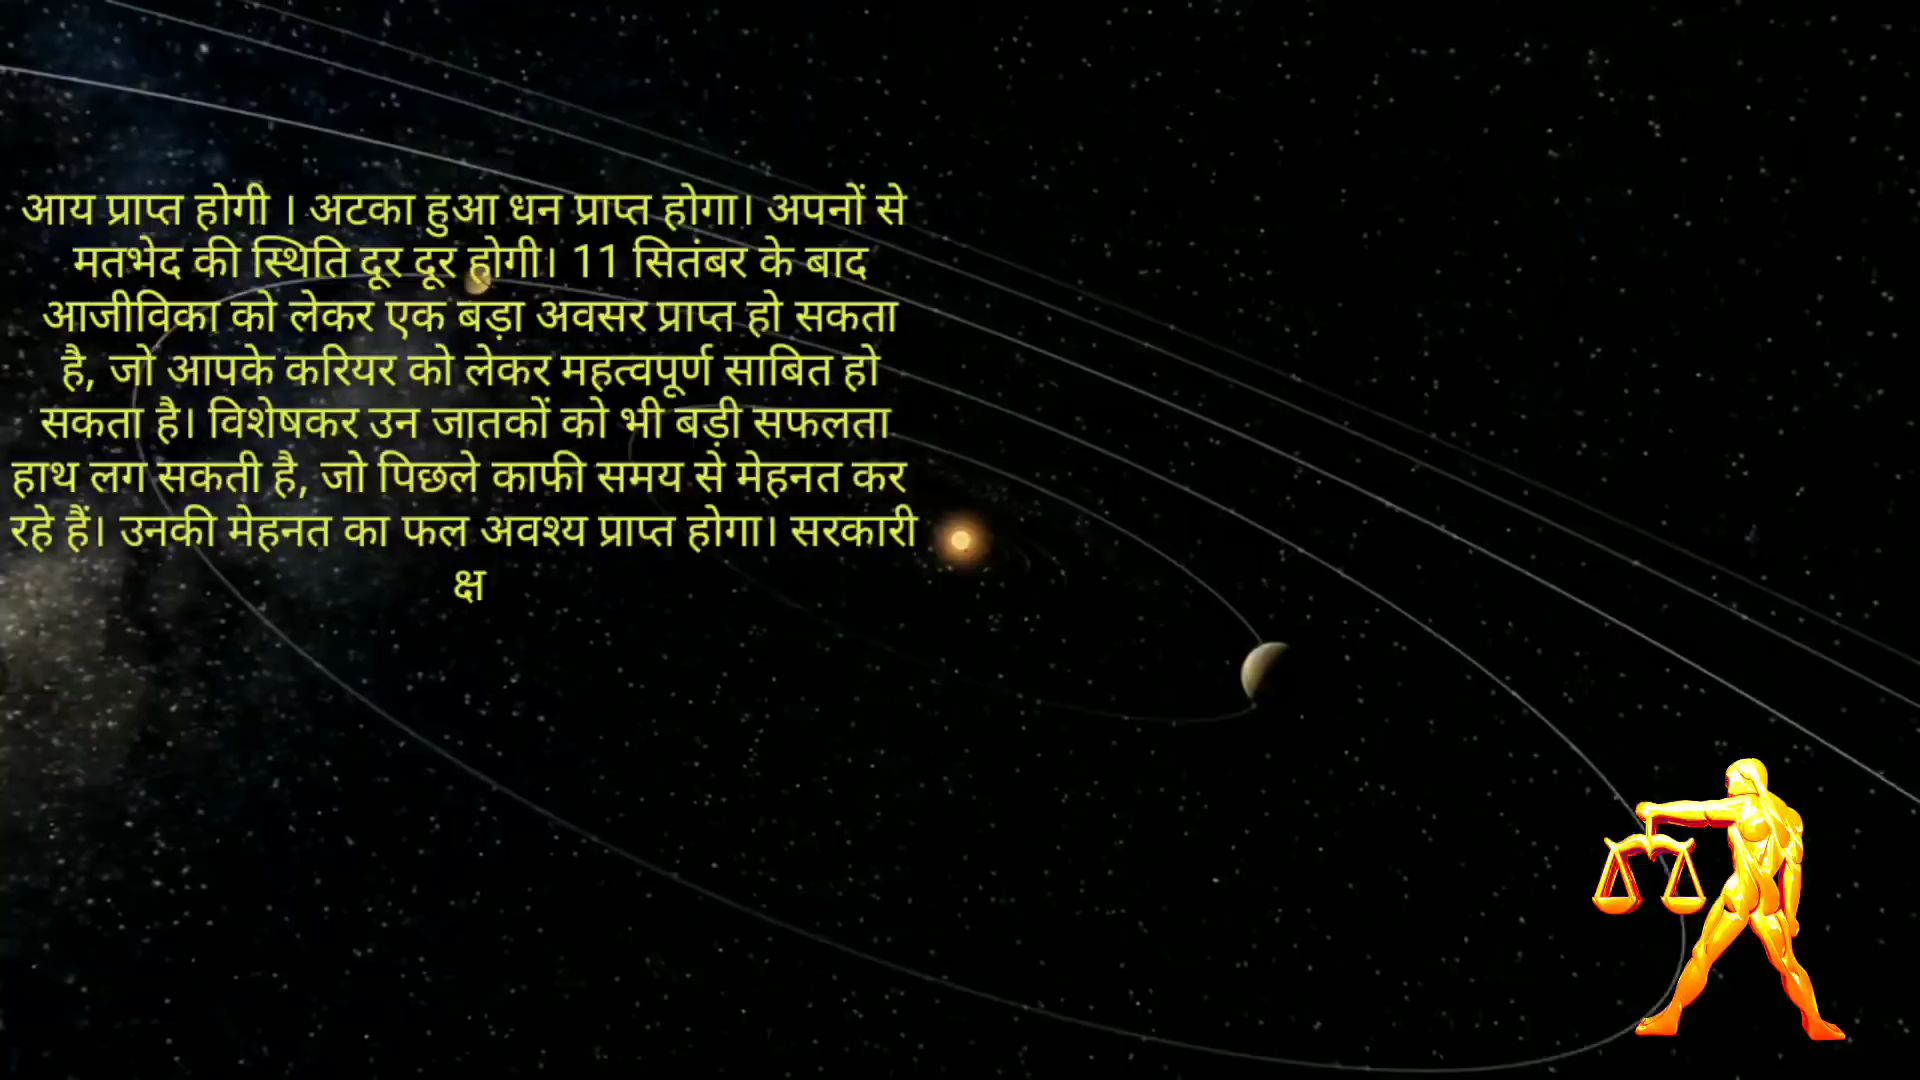 आय प्राप्त होगी । अटका हुआ धन प्राप्त होगा। अपनों से
मतभेद की स्थिति दूर दूर होगी। 11 सितंबर के बाद
आजीविका को लेकर एक बड़ा अवसर प्राप्त हो सकता
है, जो आपके करियर को लेकर महत्वपूर्ण साबित हो
सकता है। विशेषकर उन जातकों को भी बड़ी सफलता
हाथ लग सकती है, जो पिछले काफी समय से मेहनत कर
रहे हैं। उनकी मेहनत का फल अवश्य प्राप्त होगा। सरकारी
क्ष